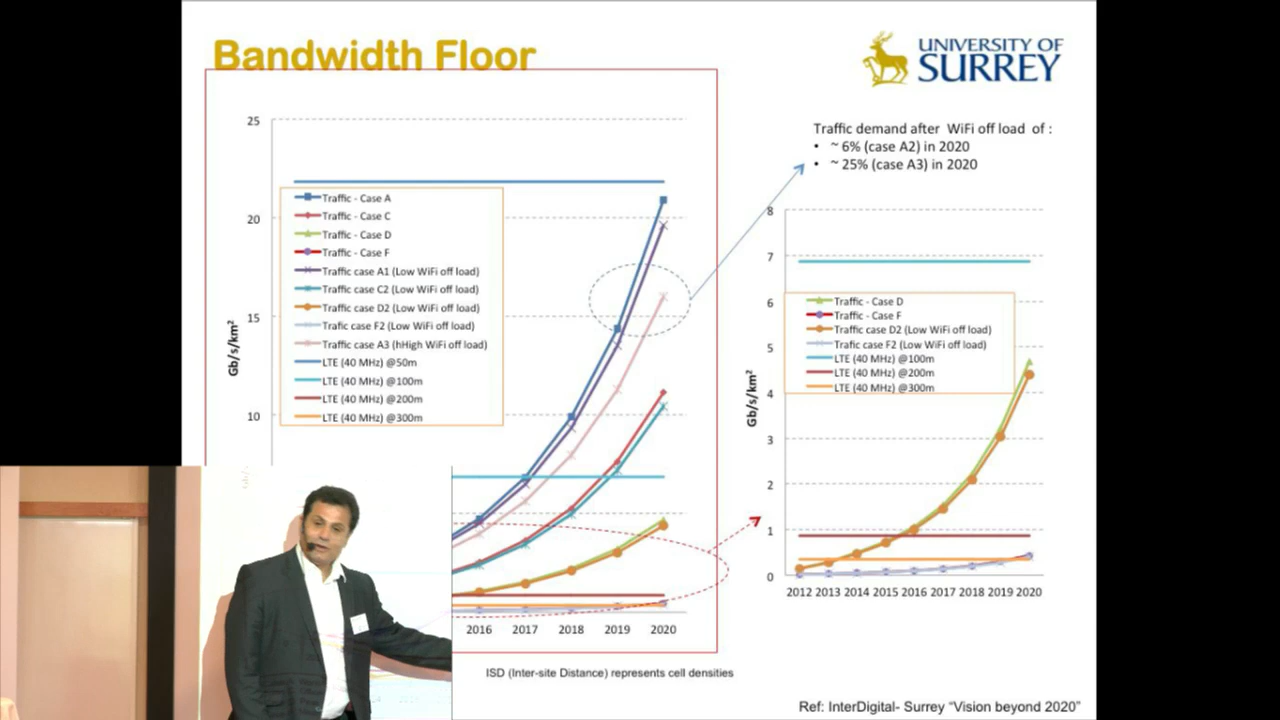 Bandwidth Floor
UNIVERSITY OF
SURREY
Traffic demand after WiFi off load of :
• ~ 6% (case A2) in 2020
• ~ 25% (case A3) in 2020
25
20
15
10
Gb/s/km²
Traffic - Case A
Traffic - Case C
Traffic - Case D
Traffic - Case F
Traffic case A1 (Low WiFi off load)
Traffic case C2 (Low WiFi off load)
Traffic case D2 (Low WiFi off load)
Trafic case F2 (Low WiFi off load)
Traffic case A3 (hHigh WiFi off load)
LTE (40 MHz) @50m
LTE (40 MHz) @100m
LTE (40 MHz) @200m
LTE (40 MHz) @300m
2016 2017 2018 2019 2020
8
7
6
5
4
3
2
1
0
Gb/s/km²
Traffic - Case D
Traffic - Case F
Traffic case D2 (Low WiFi off load)
Trafic case F2 (Low WiFi off load)
LTE (40 MHz) @100m
LTE (40 MHz) @200m
LTE (40 MHz) @300m
2012 2013 2014 2015 2016 2017 2018 2019 2020
ISD (Inter-site Distance) represents cell densities
Ref: InterDigital- Surrey “Vision beyond 2020”